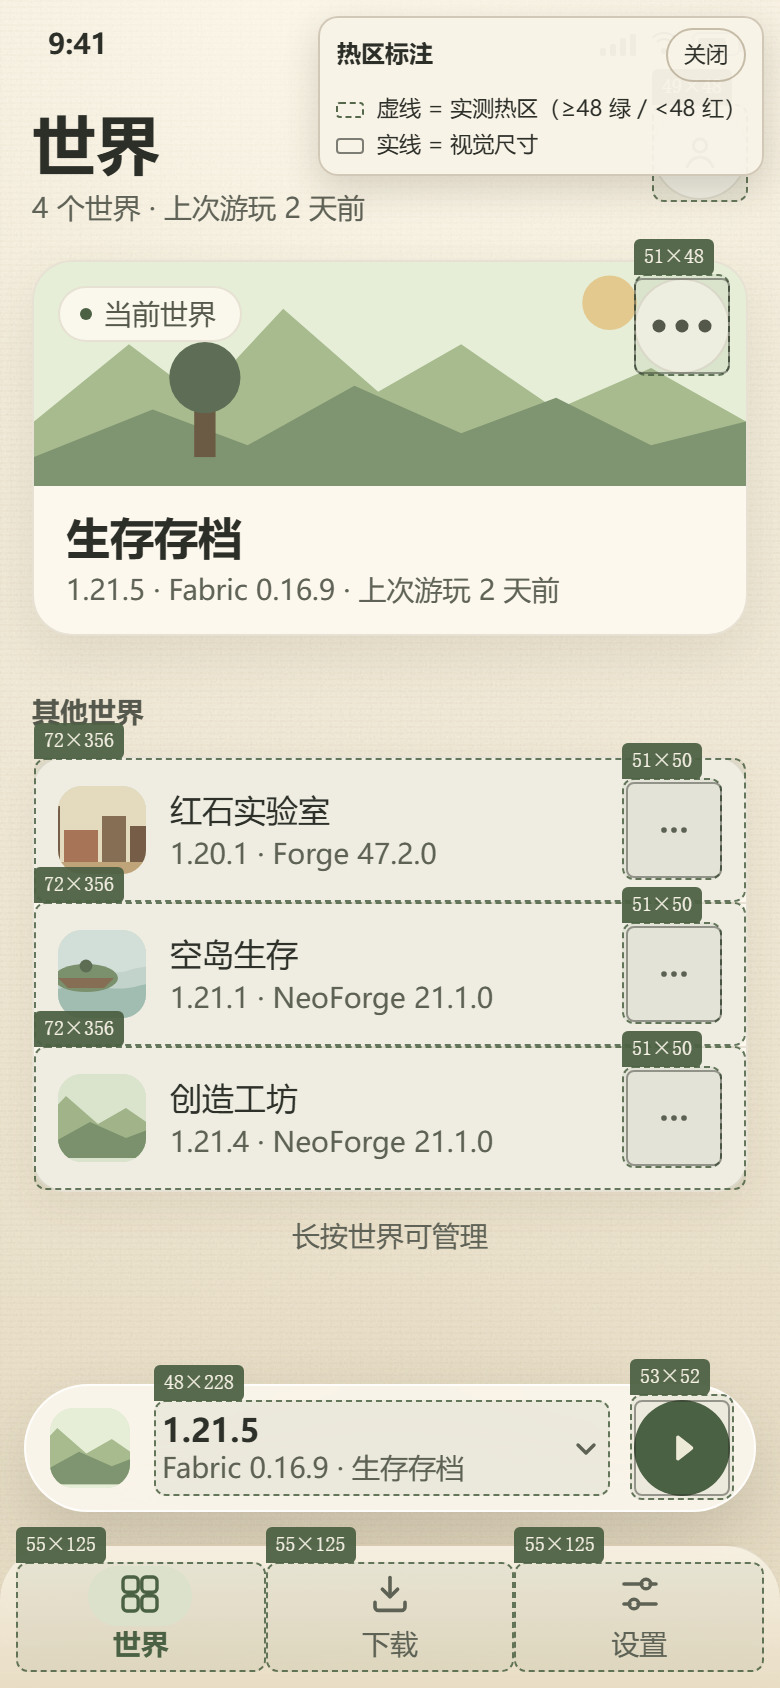 9:41
热区标注
关闭
虚线 = 实测热区（≥48 绿 / <48 红）
实线 = 视觉尺寸
49×48
世界
4 个世界 · 上次游玩 2 天前
51×48
当前世界
生存存档
1.21.5 · Fabric 0.16.9 · 上次游玩 2 天前
其他世界
72×356
51×50
红石实验室
1.20.1 · Forge 47.2.0
72×356
51×50
空岛生存
1.21.1 · NeoForge 21.1.0
72×356
51×50
创造工坊
1.21.4 · NeoForge 21.1.0
长按世界可管理
48×228
53×52
1.21.5
Fabric 0.16.9 · 生存存档
55×125
55×125
55×125
世界
下载
设置